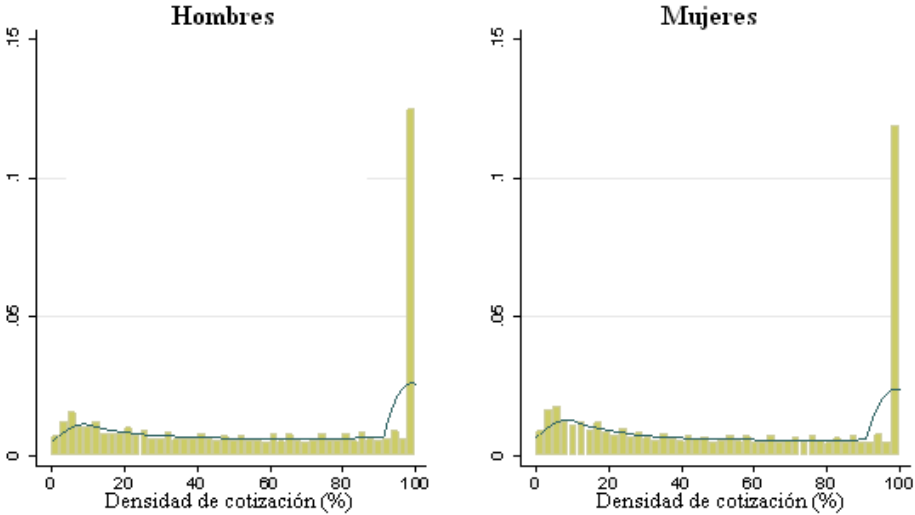 Hombres
.15
.1
.05
0
0 20 40 60 80 100
Densidad de cotización (%)
Mujeres
.15
.1
.05
0
0 20 40 60 80 100
Densidad de cotización (%)